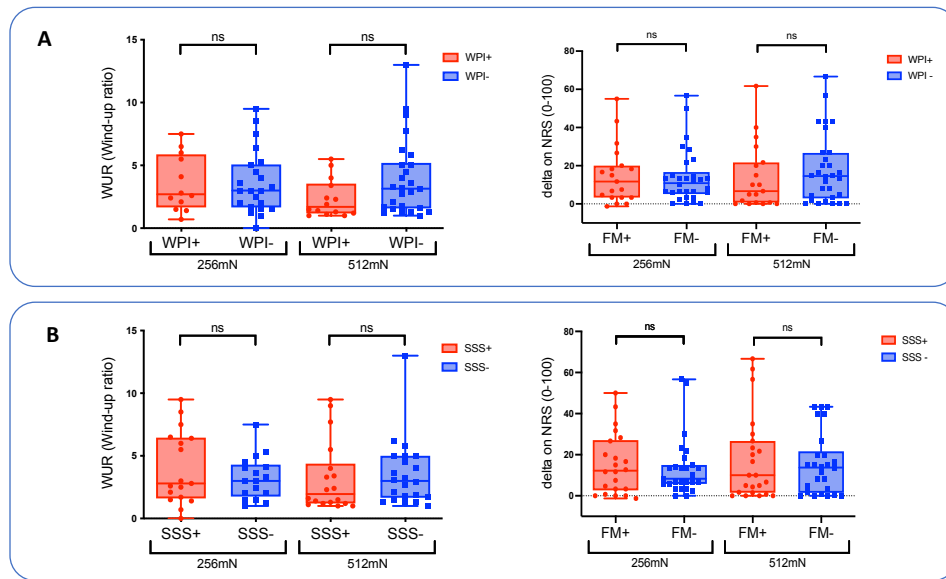 A
ns
ns
WPI+
WPI-
WUR (Wind-up ratio)
15
10
5
0
WPI+
WPI-
WPI+
WPI-
256mN
512mN
ns
ns
WPI+
WPI -
delta on NRS (0-100)
80
60
40
20
0
FM+
FM-
FM+
FM-
256mN
512mN
B
ns
ns
SSS+
SSS-
WUR (Wind-up ratio)
15
10
5
0
SSS+
SSS-
SSS+
SSS-
256mN
512mN
ns
ns
SSS+
SSS -
delta on NRS (0-100)
80
60
40
20
0
FM+
FM-
FM+
FM-
256mN
512mN